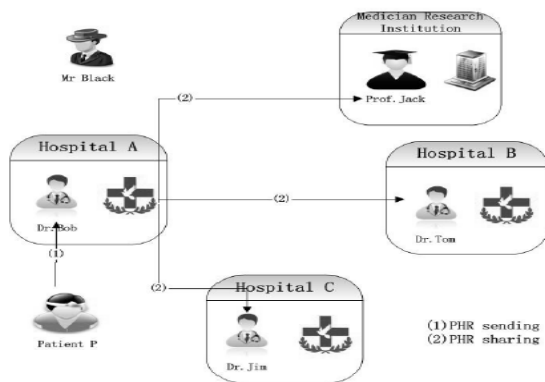 Medician Research
Institution
Prof.Jack
Mr Black
(2)
Hospital A
Dr.Bob
(2)
Hospital B
Dr.Tom
(1)
Patient P
(2)
Hospital C
Dr.Jim
(1)PHR sending
(2)PHR sharing